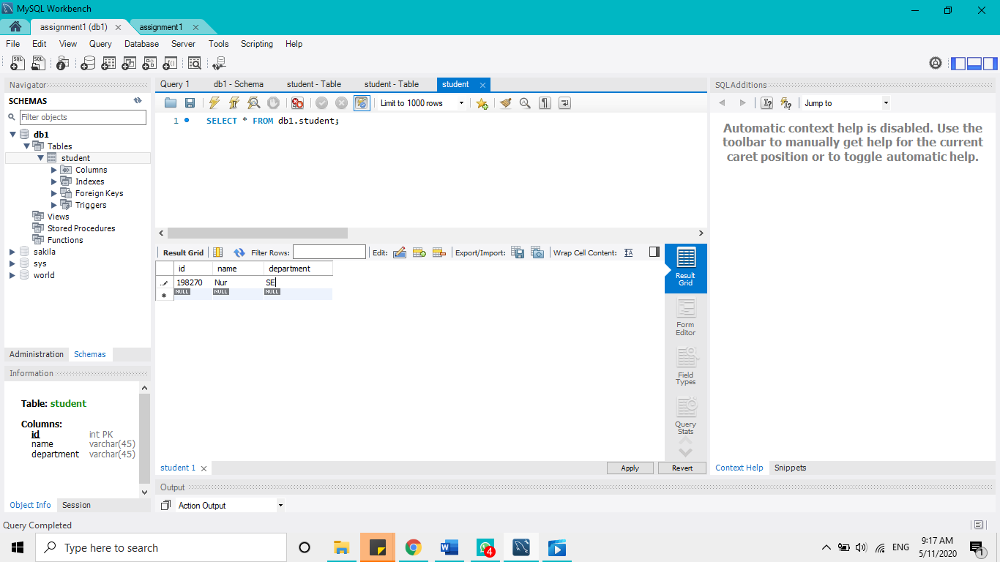 MySQL Workbench
assignment1 (db1)
assignment1
File Edit View Query Database Server Tools Scripting Help
Navigator
SCHEMAS
Filter objects
db1
Tables
student
Columns
Indexes
Foreign Keys
Triggers
Views
Stored Procedures
Functions
sakila
sys
world
Administration Schemas
Information
Table: student
Columns:
id int PK
name varchar(45)
department varchar(45)
Object Info Session
Query 1 db1 - Schema student - Table student - Table student
Limit to 1000 rows
1 SELECT * FROM db1.student;
Result Grid Filter Rows: Edit: Export/Import: Wrap Cell Content:
id name department
198270 Nur SE
NULL NULL NULL
Result
Grid
Form
Editor
Field
Types
Query
Stats
student 1
Apply Revert
SQLAdditions
Jump to
Automatic context help is disabled. Use the
toolbar to manually get help for the current
caret position or to toggle automatic help.
Context Help Snippets
Output
Action Output
Query Completed
Type here to search
4
ENG
9:17 AM
5/11/2020
1